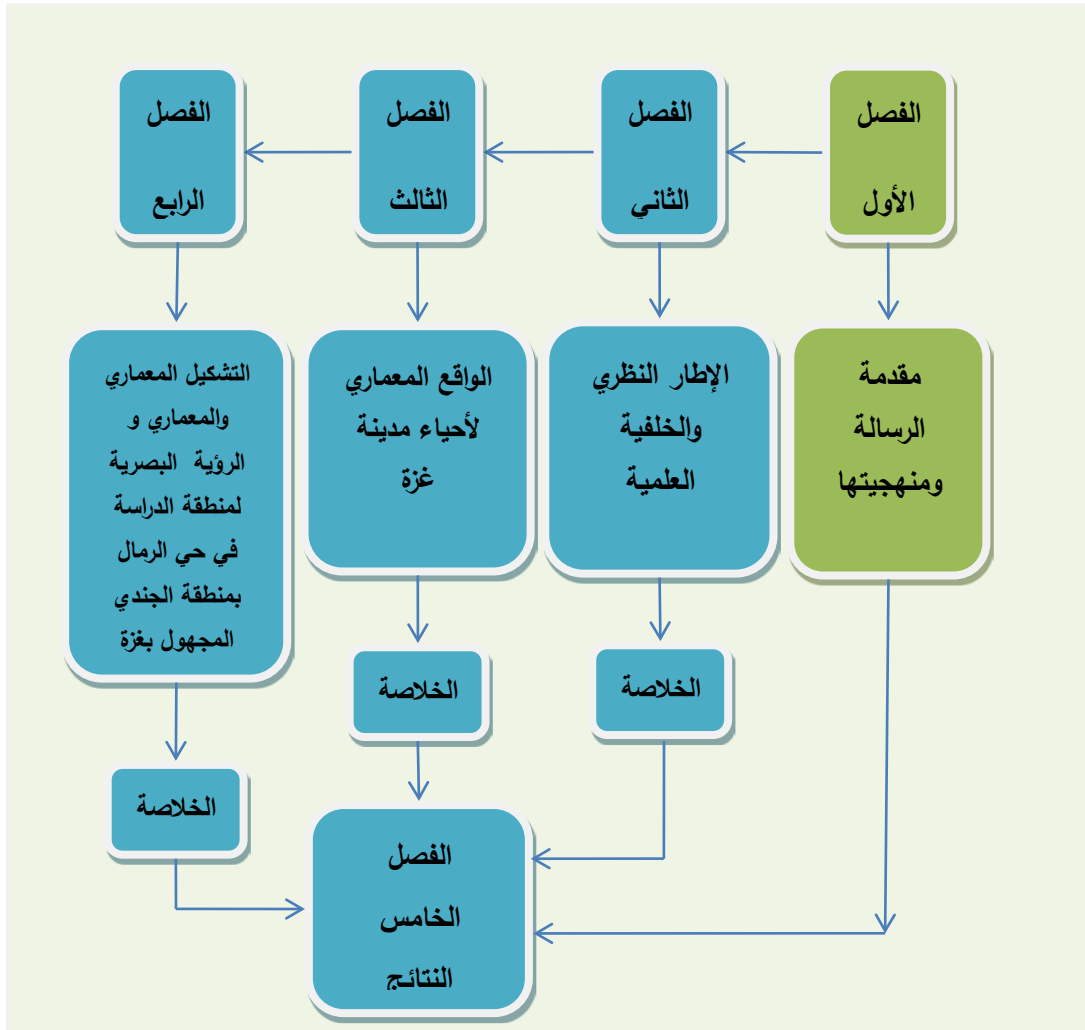 الفصل
الأول
الفصل
الثاني
الفصل
الثالث
الفصل
الرابع
مقدمة
الرسالة
ومنهجيتها
الإطار النظري
والخلفية
العلمية
الواقع المعماري
لأحياء مدينة
غزة
التشكيل المعماري
والمعماري و
الرؤية البصرية
لمنطقة الدراسة
في حي الرمال
بمنطقة الجندي
المجهول بغزة
الخلاصة
الخلاصة
الخلاصة
الفصل
الخامس
النتائج